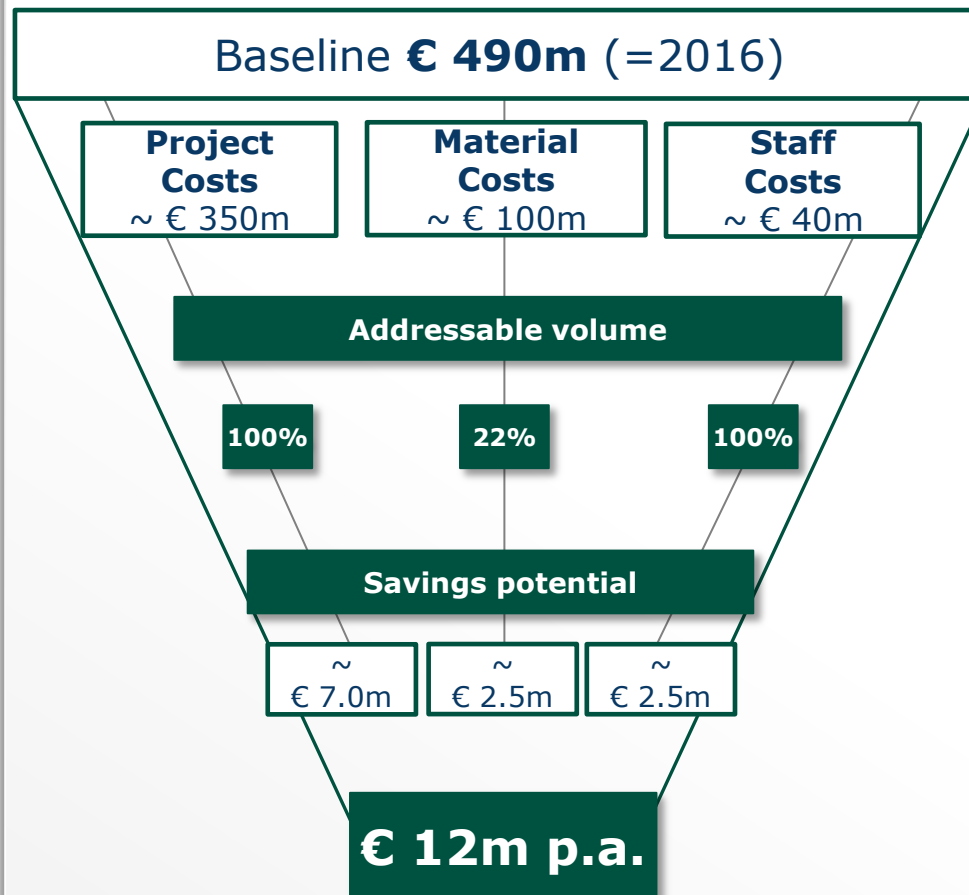 Baseline € 490m (=2016)
Project
Costs
~ € 350m
Material
Costs
~ € 100m
Staff
Costs
~ € 40m
Addressable volume
100%
22%
100%
Savings potential
~
€ 7.0m
~
€ 2.5m
~
€ 2.5m
€ 12m p.a.